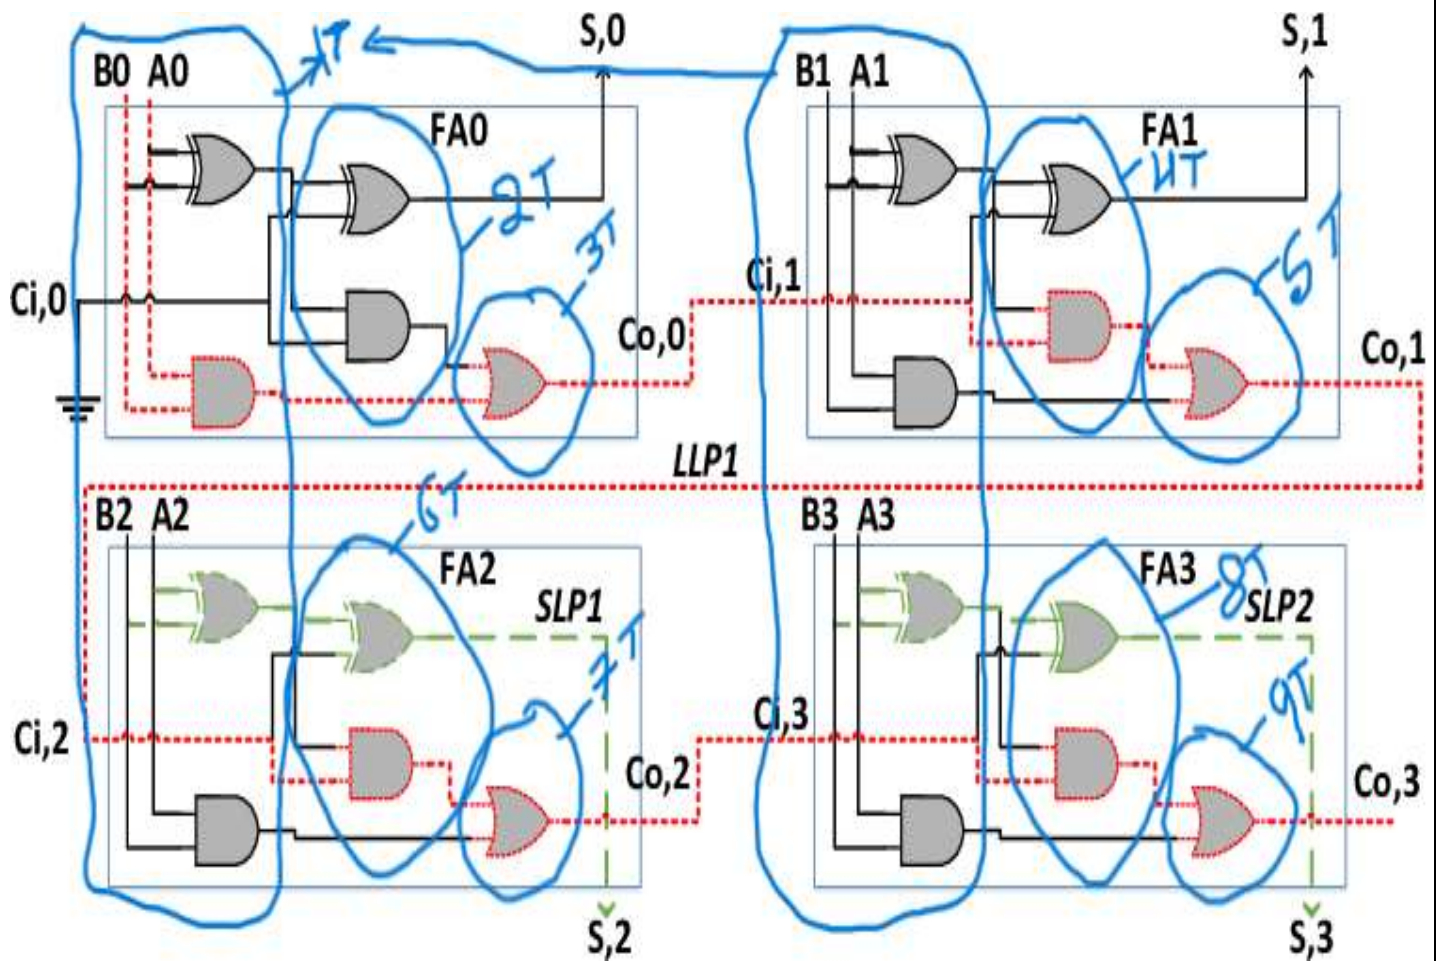 1T
S,0
S,1
B0 A0
B1 A1
FA0
FA1
2T
3T
4T
5T
Ci,0
Ci,1
Co,0
Co,1
LLP1
6T
B2 A2
B3 A3
FA2
FA3
8T
SLP1
SLP2
7T
9T
Ci,2
Ci,3
Co,2
Co,3
S,2
S,3